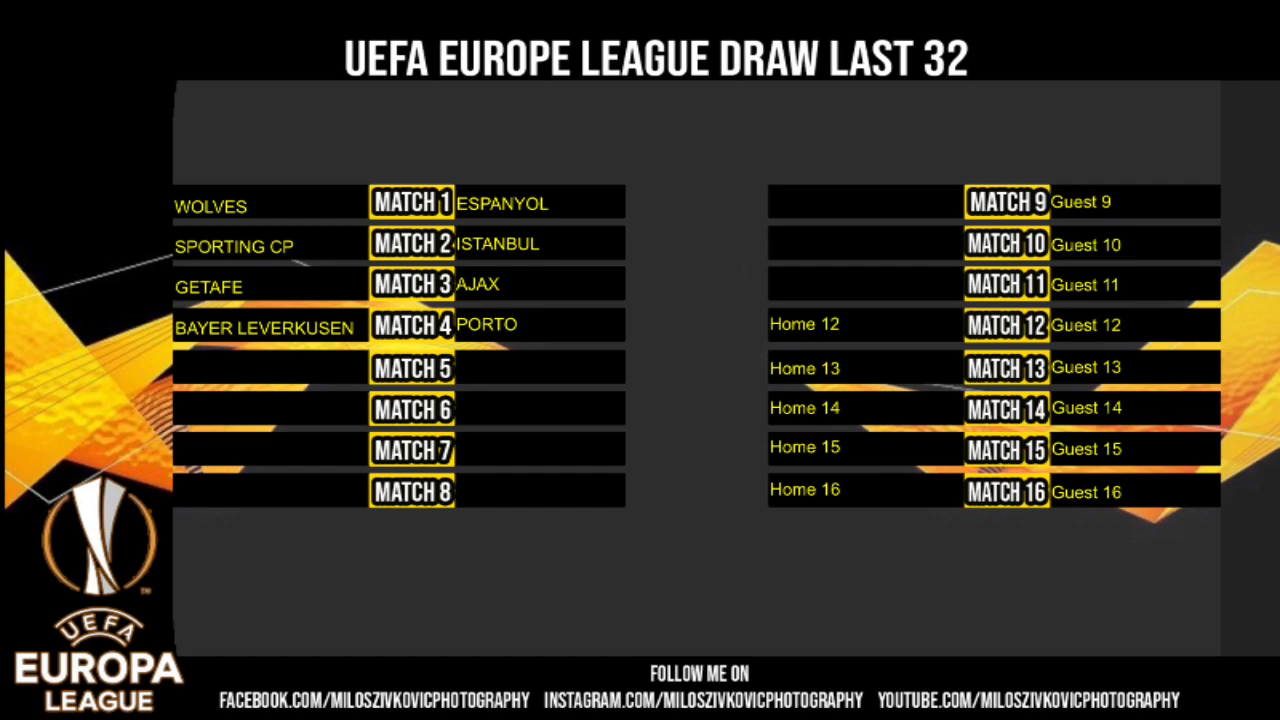 UEFA EUROPE LEAGUE DRAW LAST 32
WOLVES MATCH 1 ESPANYOL
SPORTING CP MATCH 2 ISTANBUL
GETAFE MATCH 3 AJAX
BAYER LEVERKUSEN MATCH 4 PORTO
MATCH 5
MATCH 6
MATCH 7
MATCH 8
MATCH 9 Guest 9
MATCH 10 Guest 10
MATCH 11 Guest 11
Home 12 MATCH 12 Guest 12
Home 13 MATCH 13 Guest 13
Home 14 MATCH 14 Guest 14
Home 15 MATCH 15 Guest 15
Home 16 MATCH 16 Guest 16
TM
UEFA
EUROPA
LEAGUE
FOLLOW ME ON
FACEBOOK.COM/MILOSZIVKOVICPHOTOGRAPHY INSTAGRAM.COM/MILOSZIVKOVICPHOTOGRAPHY YOUTUBE.COM/MILOSZIVKOVICPHOTOGRAPHY